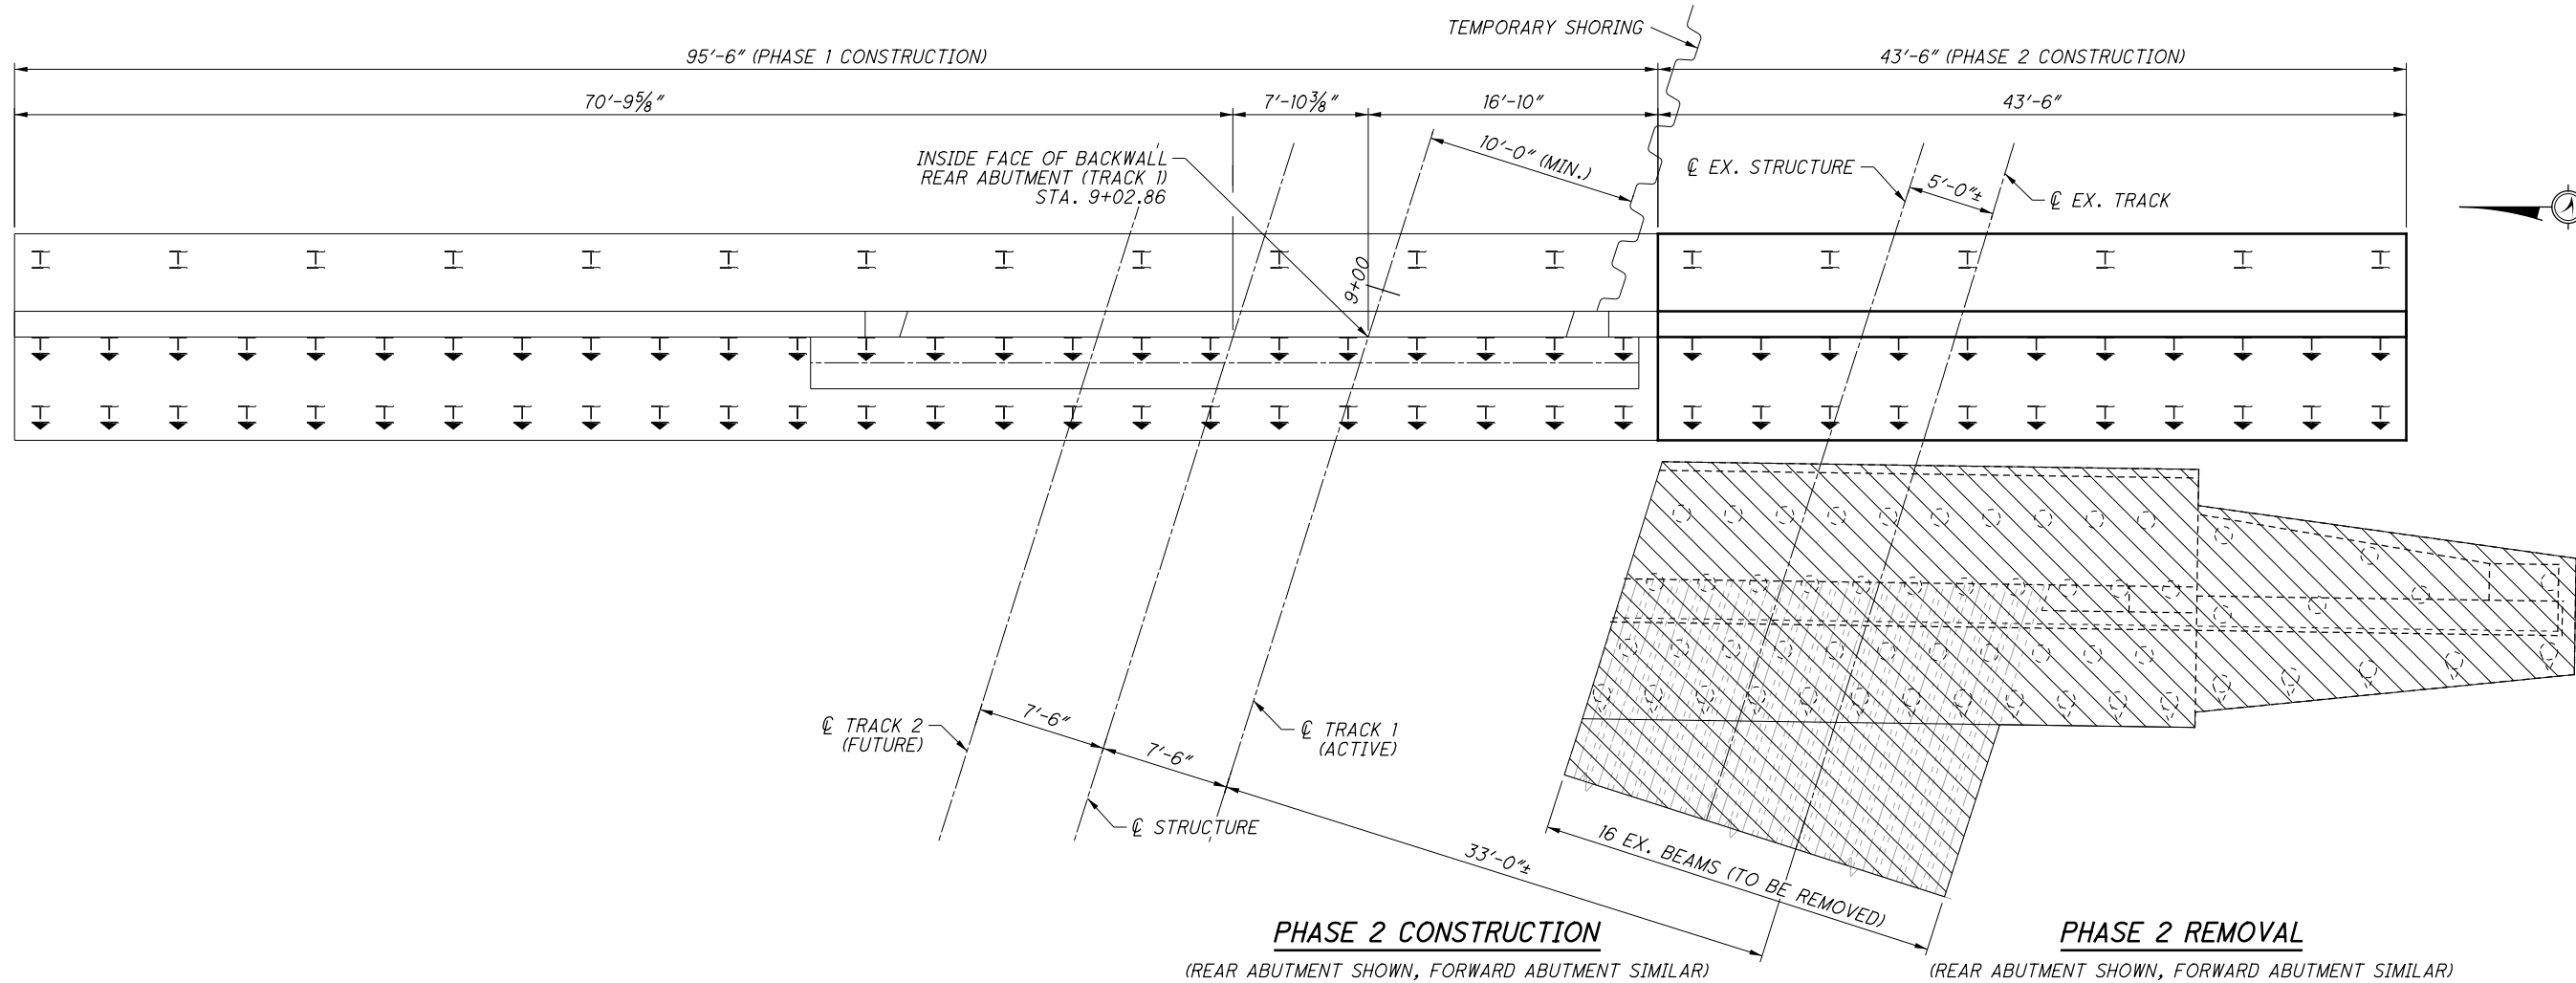 TEMPORARY SHORING
95'-6" (PHASE 1 CONSTRUCTION)
43'-6" (PHASE 2 CONSTRUCTION)
70'-9⅝"
7'-10⅜"
16'-10"
43'-6"
INSIDE FACE OF BACKWALL
REAR ABUTMENT (TRACK 1)
STA. 9+02.86
10'-0" (MIN.)
℄ EX. STRUCTURE
5'-0"±
℄ EX. TRACK
9+00
℄ TRACK 2
(FUTURE)
7'-6"
7'-6"
℄ TRACK 1
(ACTIVE)
℄ STRUCTURE
33'-0"±
16 EX. BEAMS (TO BE REMOVED)
PHASE 2 CONSTRUCTION
(REAR ABUTMENT SHOWN, FORWARD ABUTMENT SIMILAR)
PHASE 2 REMOVAL
(REAR ABUTMENT SHOWN, FORWARD ABUTMENT SIMILAR)